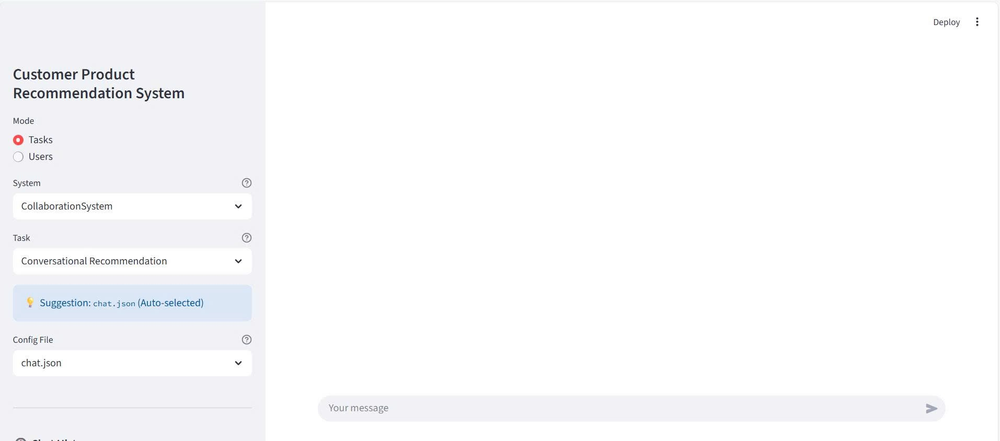 Deploy
Customer Product
Recommendation System
Mode
Tasks
Users
System
CollaborationSystem
Task
Conversational Recommendation
Suggestion: chat.json (Auto-selected)
Config File
chat.json
Your message